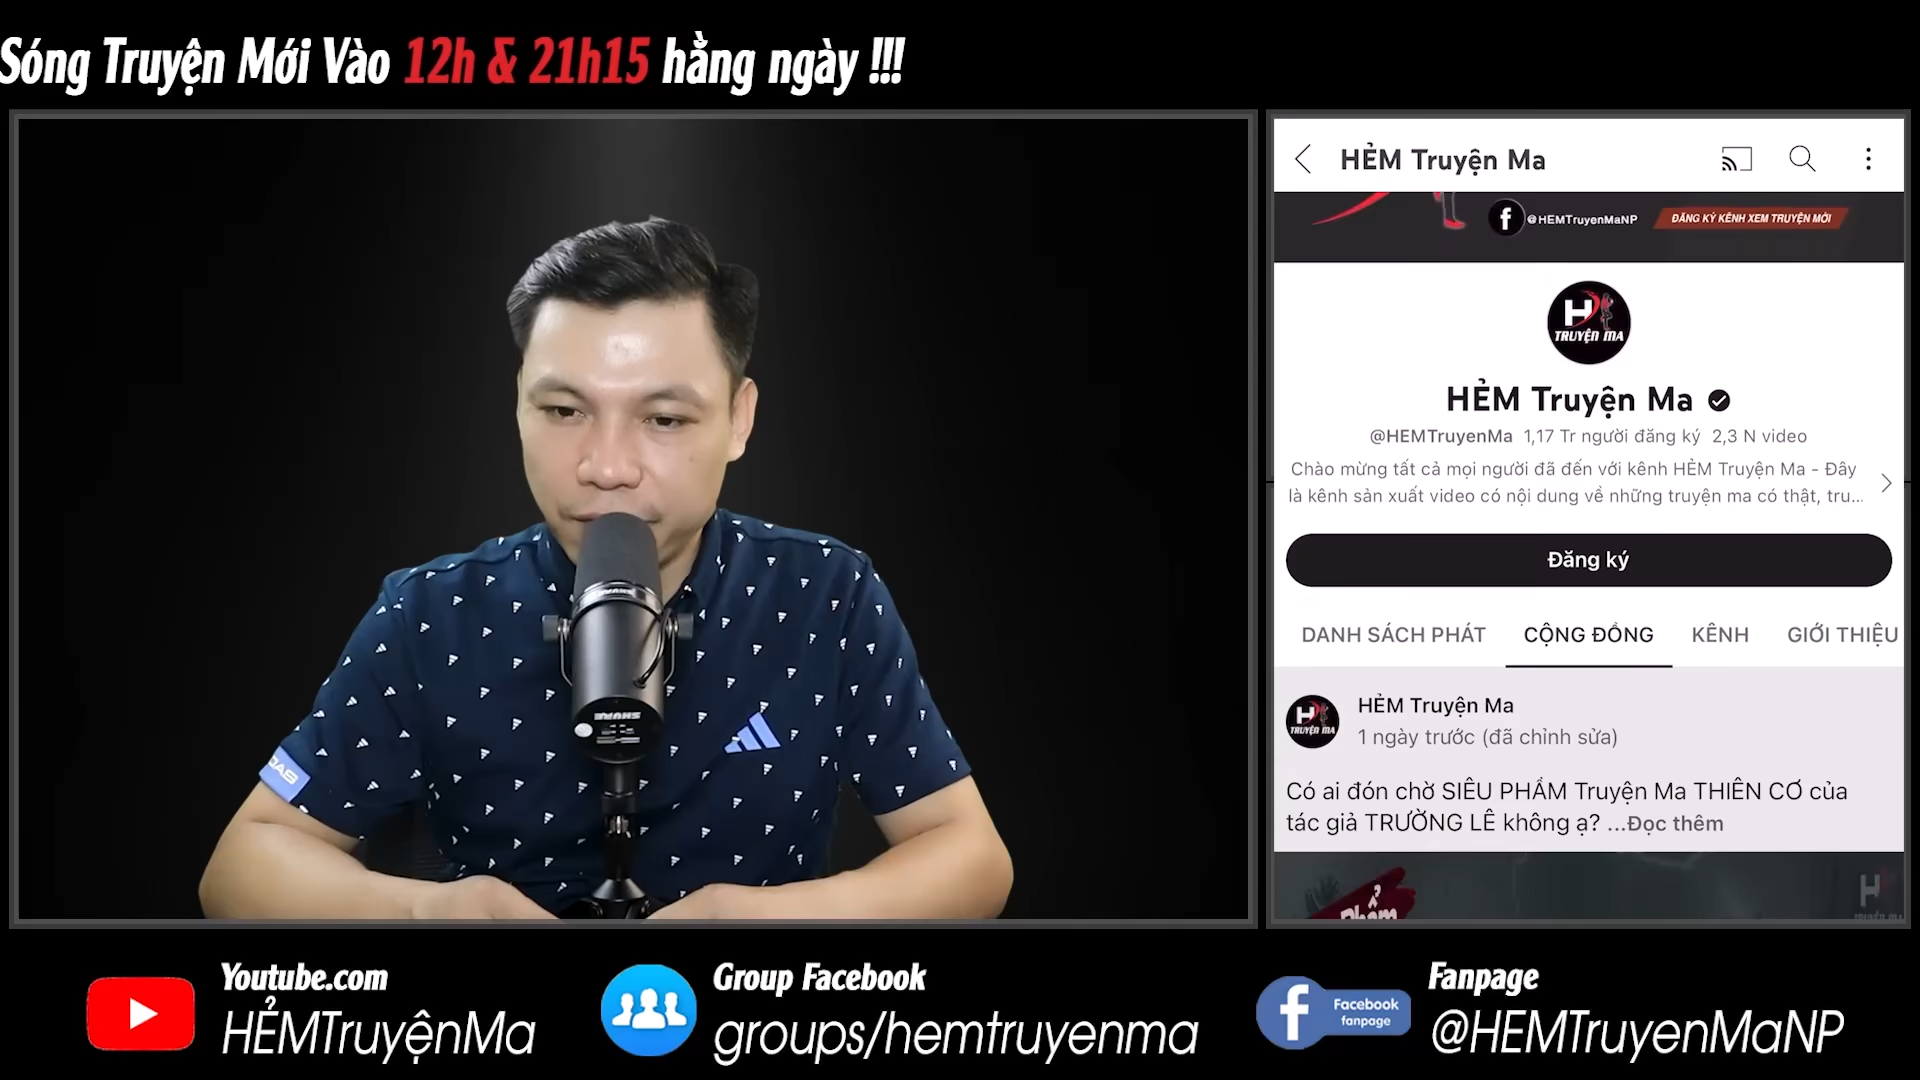 Sóng Truyện Mới Vào 12h & 21h15 hằng ngày !!!
HẺM Truyện Ma
@HEMTruyenMaNP
ĐĂNG KÝ KÊNH XEM TRUYỆN MỚI
H
TRUYỆN MA
HẺM Truyện Ma
@HEMTruyenMa 1,17 Tr người đăng ký 2,3 N video
Chào mừng tất cả mọi người đã đến với kênh HẺM Truyện Ma - Đây
là kênh sản xuất video có nội dung về những truyện ma có thật, tru...
Đăng ký
DANH SÁCH PHÁT CỘNG ĐỒNG KÊNH GIỚI THIỆU
H
TRUYỆN MA
HẺM Truyện Ma
1 ngày trước (đã chỉnh sửa)
Có ai đón chờ SIÊU PHẨM Truyện Ma THIÊN CƠ của
tác giả TRƯỜNG LÊ không ạ? ...Đọc thêm
Phẩm
H
SHURE
Youtube.com
HẺMTruyệnMa
Group Facebook
groups/hemtruyenma
Facebook
fanpage
Fanpage
@HEMTruyenMaNP